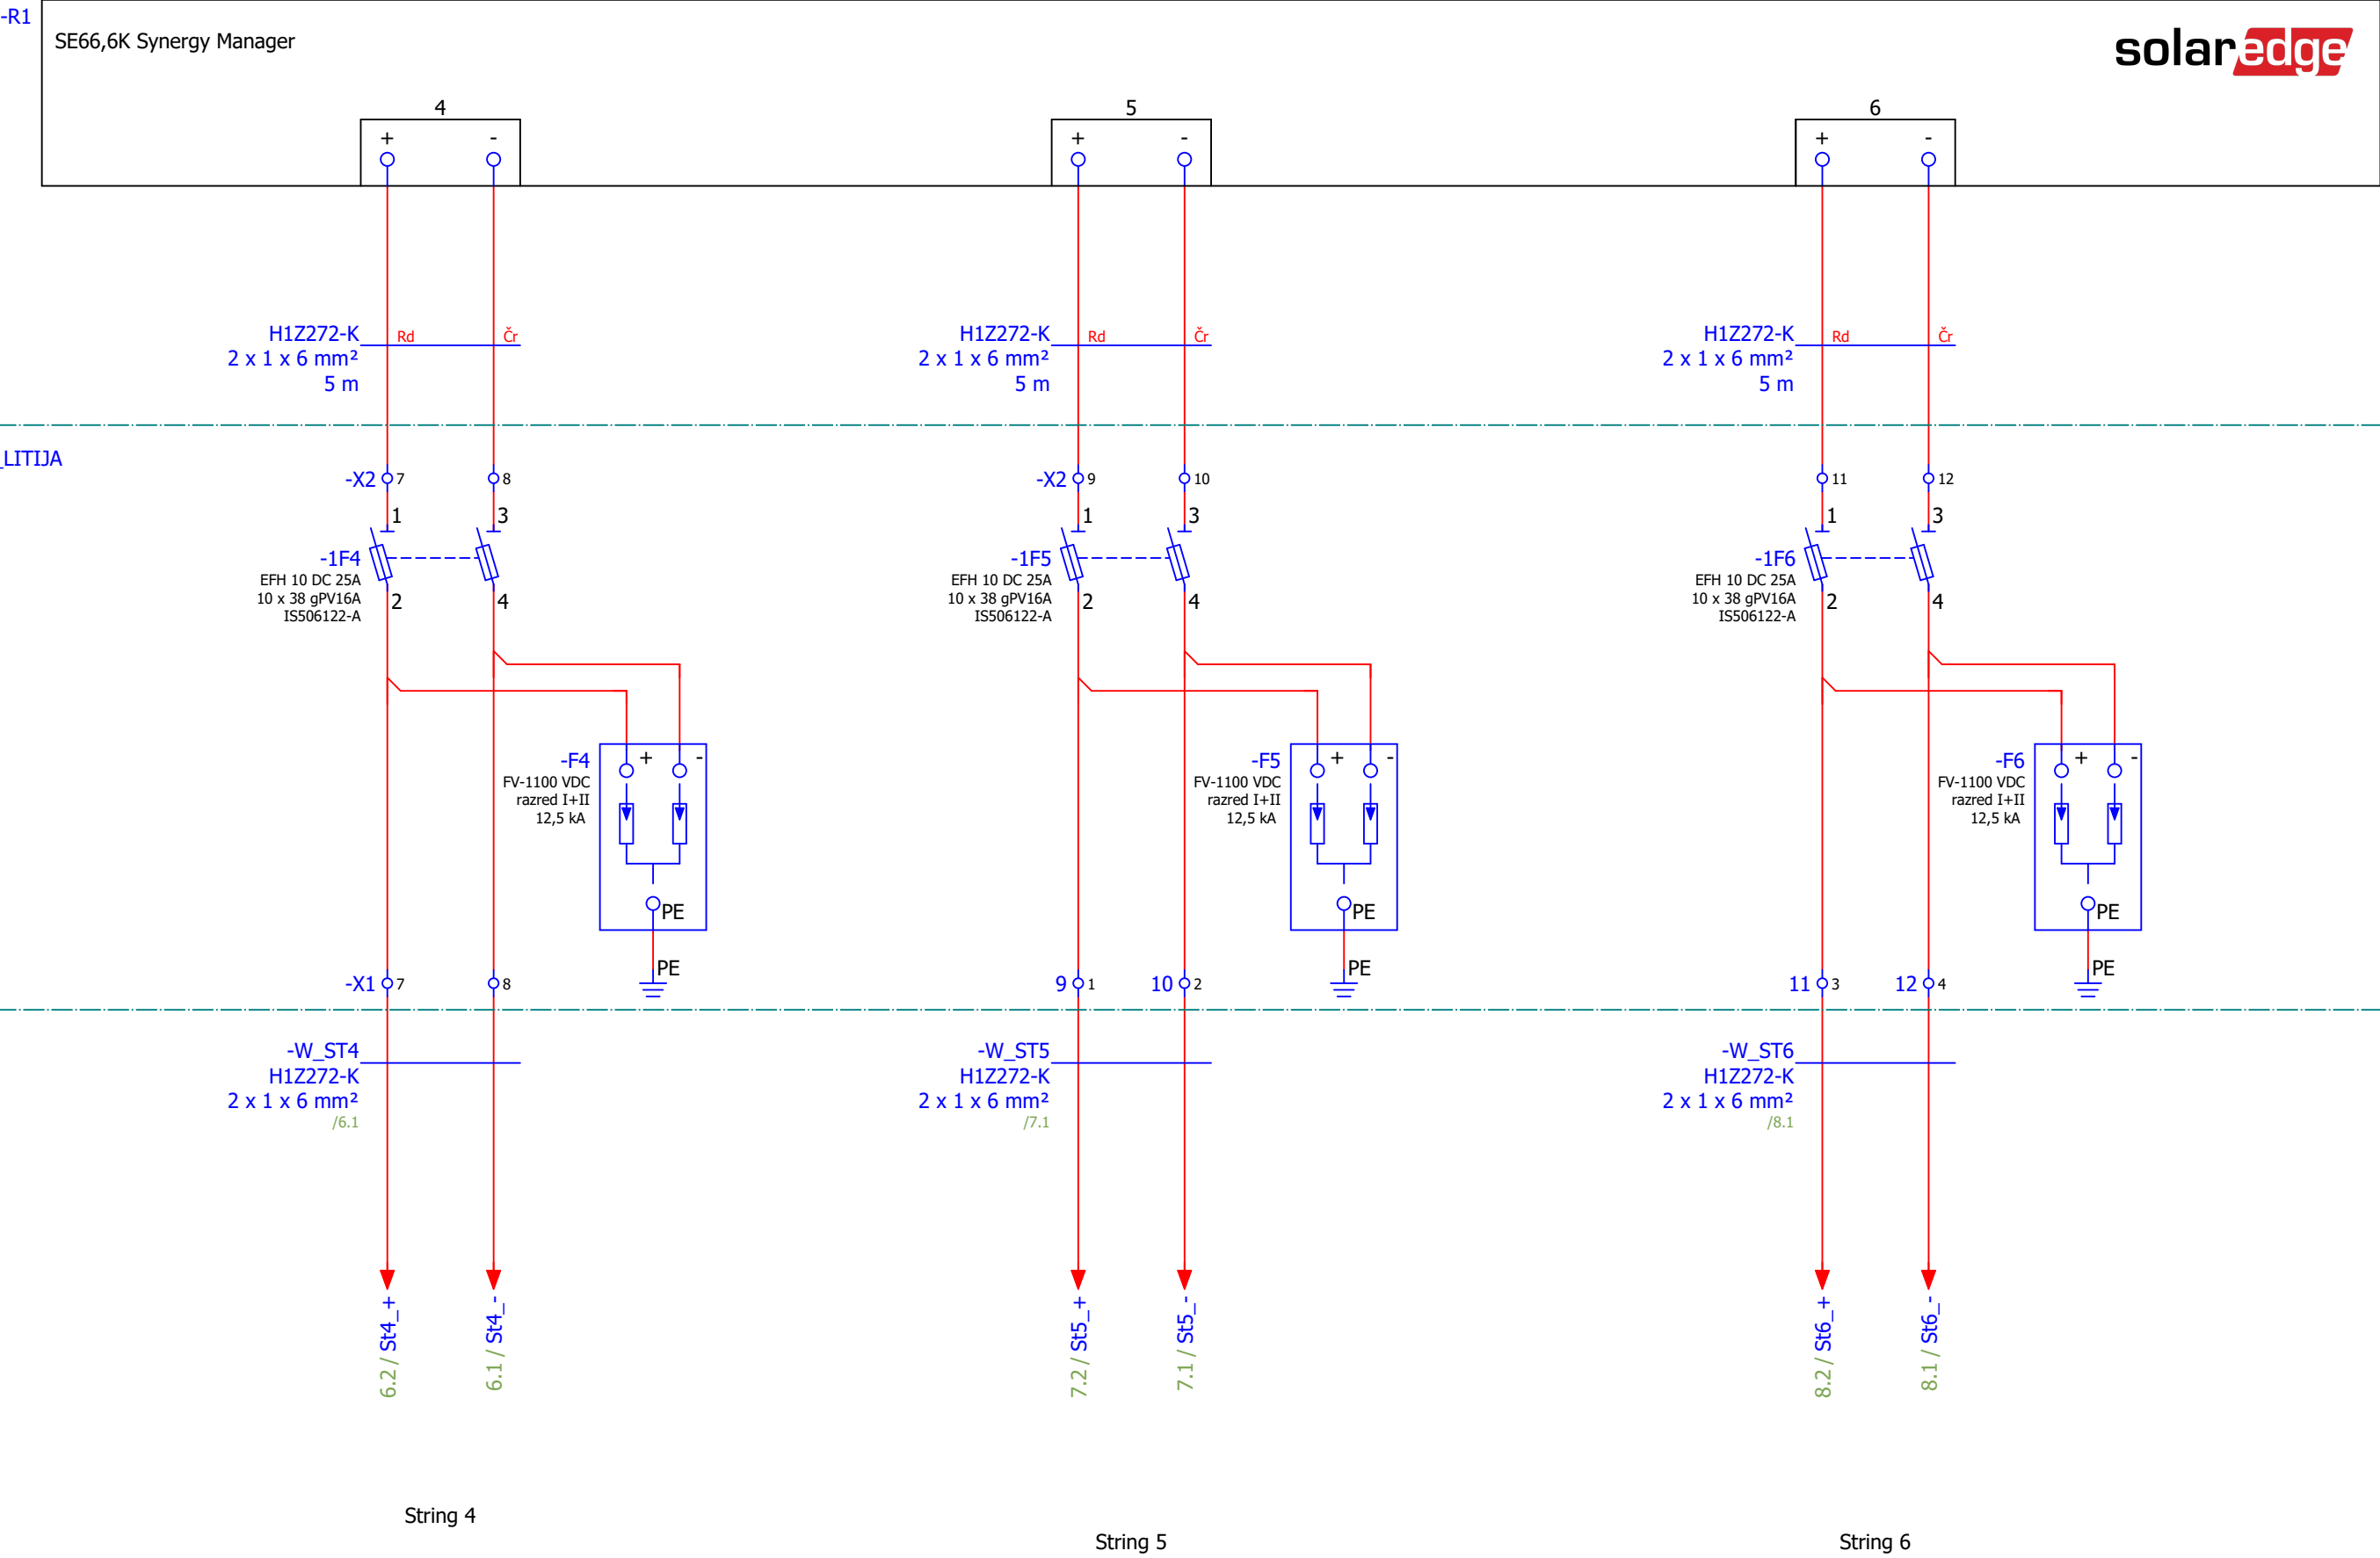 -R1
SE66,6K Synergy Manager
solaredge
4
5
6
+ -
+ -
+ -
H1Z272-K
2 x 1 x 6 mm²
5 m
Rd
Čr
H1Z272-K
2 x 1 x 6 mm²
5 m
Rd
Čr
H1Z272-K
2 x 1 x 6 mm²
5 m
Rd
Čr
_LITIJA
-X2 7
8
-X2 9
10
11
12
1
3
-1F4
EFH 10 DC 25A
10 x 38 gPV16A
IS506122-A
2
4
1
3
-1F5
EFH 10 DC 25A
10 x 38 gPV16A
IS506122-A
2
4
1
3
-1F6
EFH 10 DC 25A
10 x 38 gPV16A
IS506122-A
2
4
-F4
FV-1100 VDC
razred I+II
12,5 kA
+ -
PE
PE
-F5
FV-1100 VDC
razred I+II
12,5 kA
+ -
PE
PE
-F6
FV-1100 VDC
razred I+II
12,5 kA
+ -
PE
PE
-X1 7
8
9 1
10 2
11 3
12 4
-W_ST4
H1Z272-K
2 x 1 x 6 mm²
/6.1
-W_ST5
H1Z272-K
2 x 1 x 6 mm²
/7.1
-W_ST6
H1Z272-K
2 x 1 x 6 mm²
/8.1
6.2 / St4_+
6.1 / St4_-
7.2 / St5_+
7.1 / St5_-
8.2 / St6_+
8.1 / St6_-
String 4
String 5
String 6